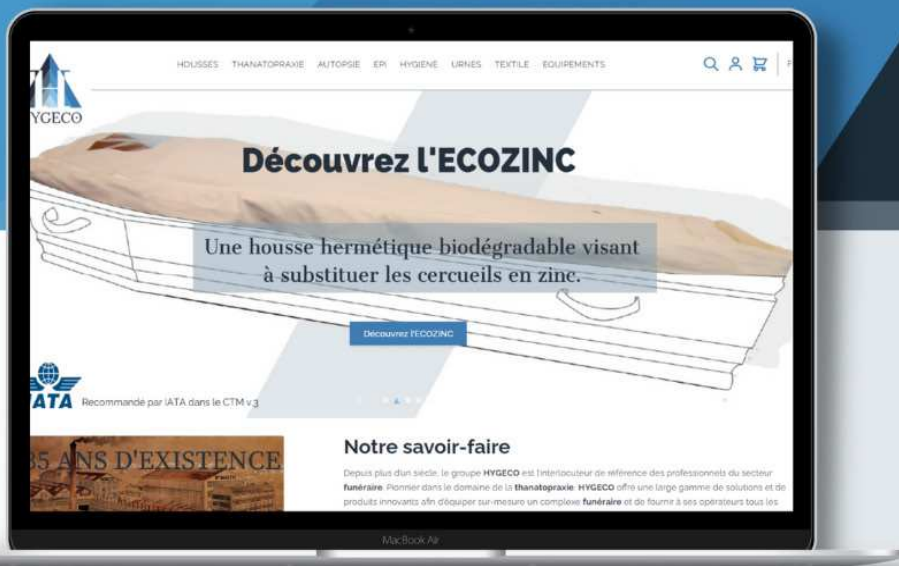 HOUSSES THANATOPRAXIE AUTOPSIE EPI HYGIENE URNES TEXTILE EQUIPEMENTS
YGECO
Découvrez l'ECOZINC
Une housse hermétique biodégradable visant
à substituer les cercueils en zinc.
Découvrez l'ECOZINC
IATA
Recommandé par IATA dans le CTM v.3
35 ANS D'EXISTENCE
Notre savoir-faire
Depuis plus d'un siècle, le groupe HYGECO est l'interlocuteur de référence des professionnels du secteur
funéraire. Pionnier dans le domaine de la thanatopraxie, HYGECO offre une large gamme de solutions et de
produits innovants afin d'équiper sur-mesure un complexe funéraire et de fournir à ses opérateurs tous les
MacBook Air